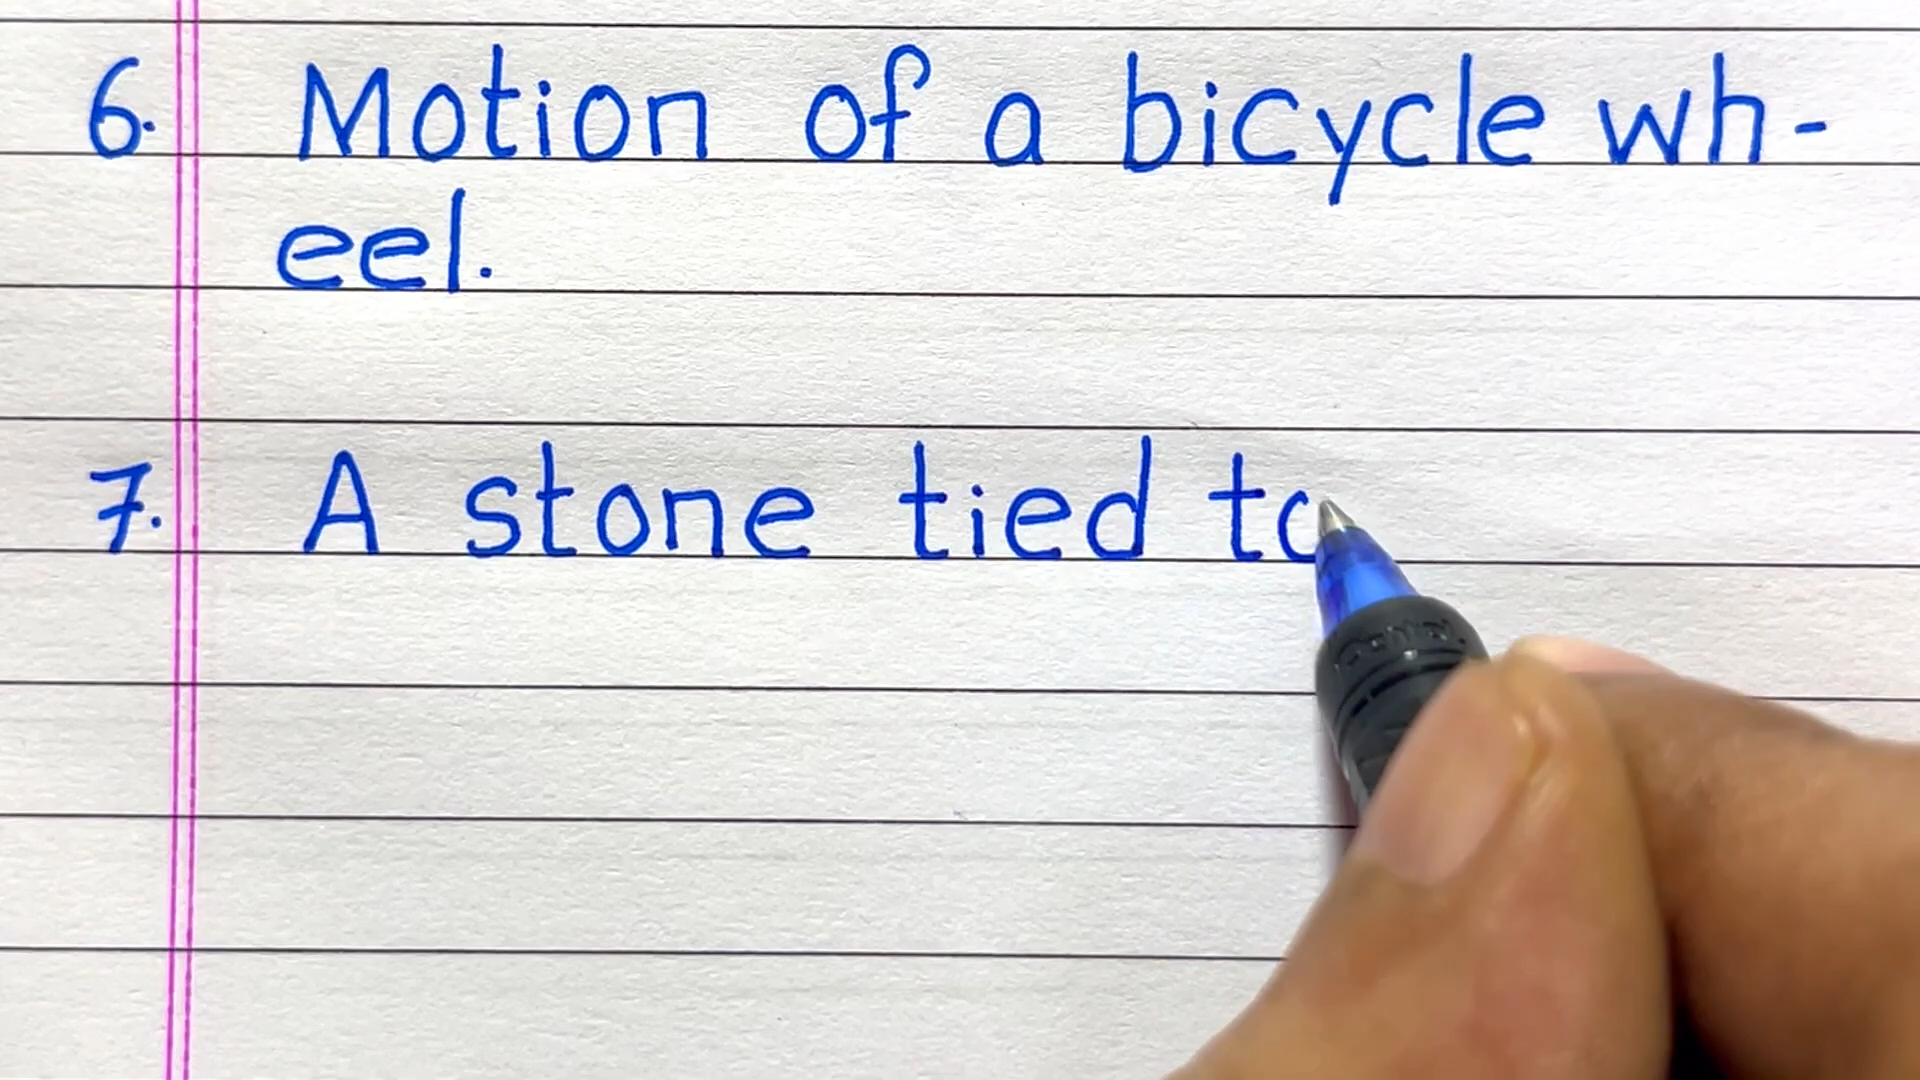 6. Motion of a bicycle wh-
eel.
7. A stone tied to